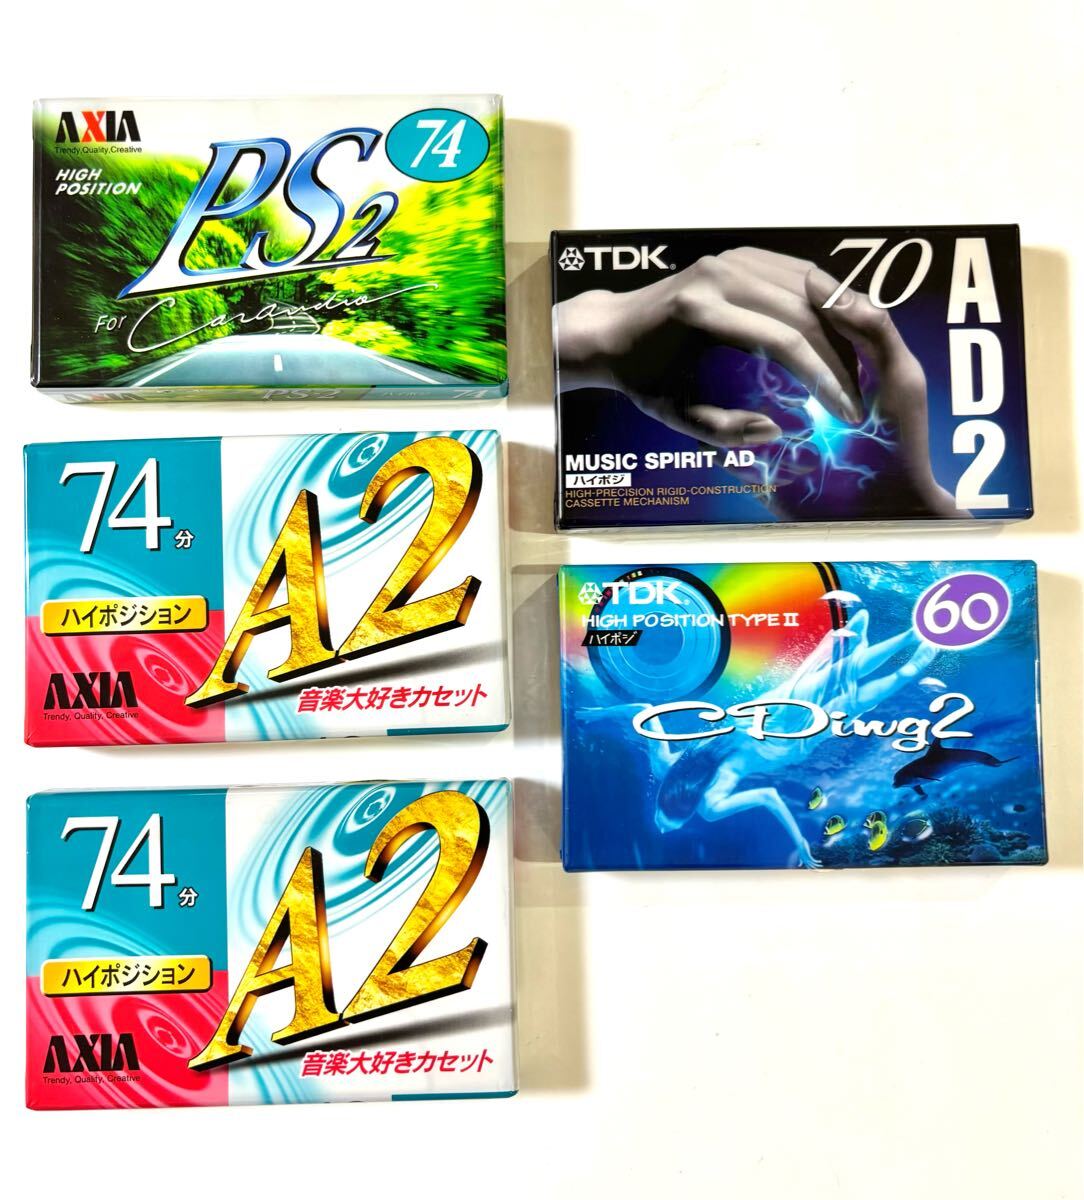 AXIA
Trendy,Quality,Creative
HIGH
POSITION
PS2
74
For Caraudio
AXIA
PS2
74
TDK
70
AD2
MUSIC SPIRIT AD
ハイポジ
HIGH-PRECISION RIGID-CONSTRUCTION
CASSETTE MECHANISM
74分
ハイポジション
A2
AXIA
Trendy, Quality, Creative
音楽大好きカセット
TDK
HIGH POSITION TYPE II
ハイポジ
60
CDing2
74分
ハイポジション
A2
AXIA
Trendy, Quality, Creative
音楽大好きカセット